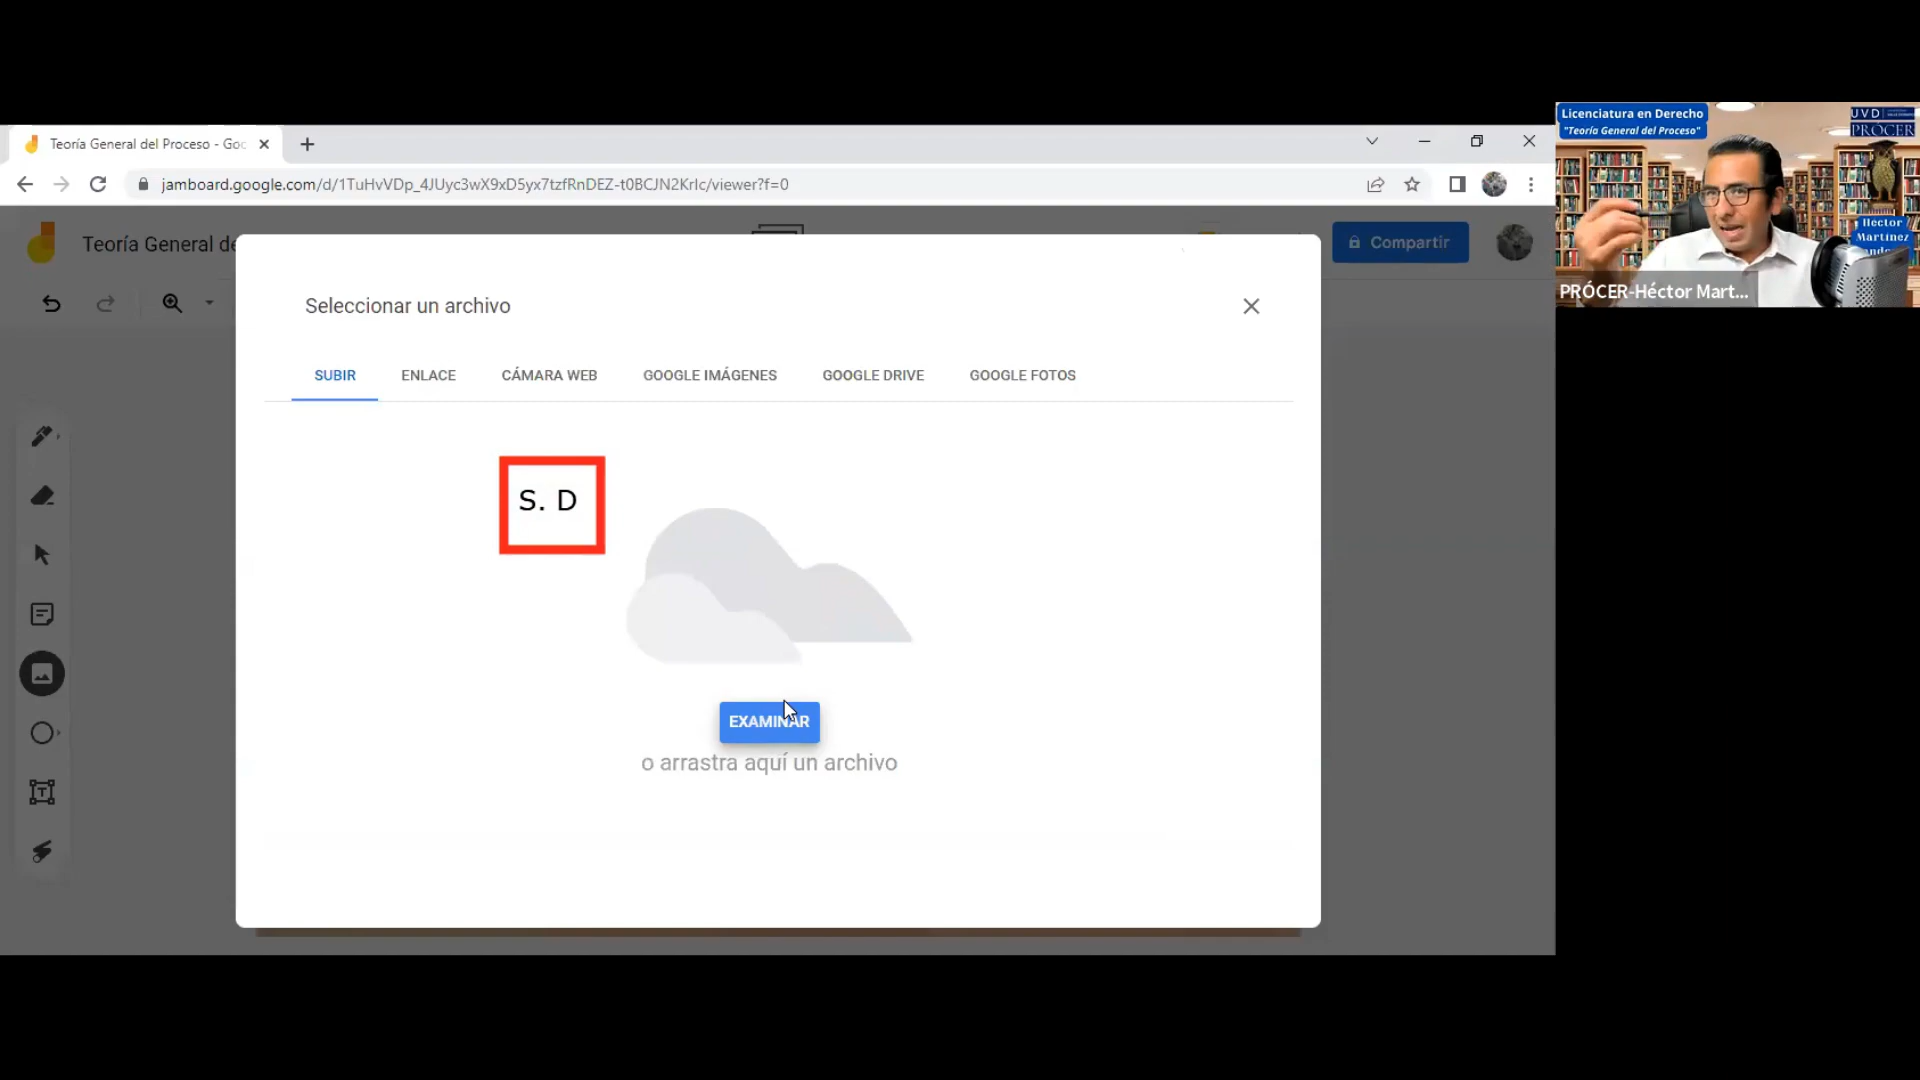 Teoría General del Proceso - Goo
jamboard.google.com/d/1TuHvVDp_4JUyc3wX9xD5yx7tzfRnDEZ-t0BCJN2KrIc/viewer?f=0
Teoría General de
Compartir
Seleccionar un archivo
SUBIR ENLACE CÁMARA WEB GOOGLE IMÁGENES GOOGLE DRIVE GOOGLE FOTOS
S. D
EXAMINAR
o arrastra aquí un archivo
Licenciatura en Derecho
"Teoría General del Proceso"
UVD
PRÓCER
Héctor
Martínez
PRÓCER-Héctor Mart...